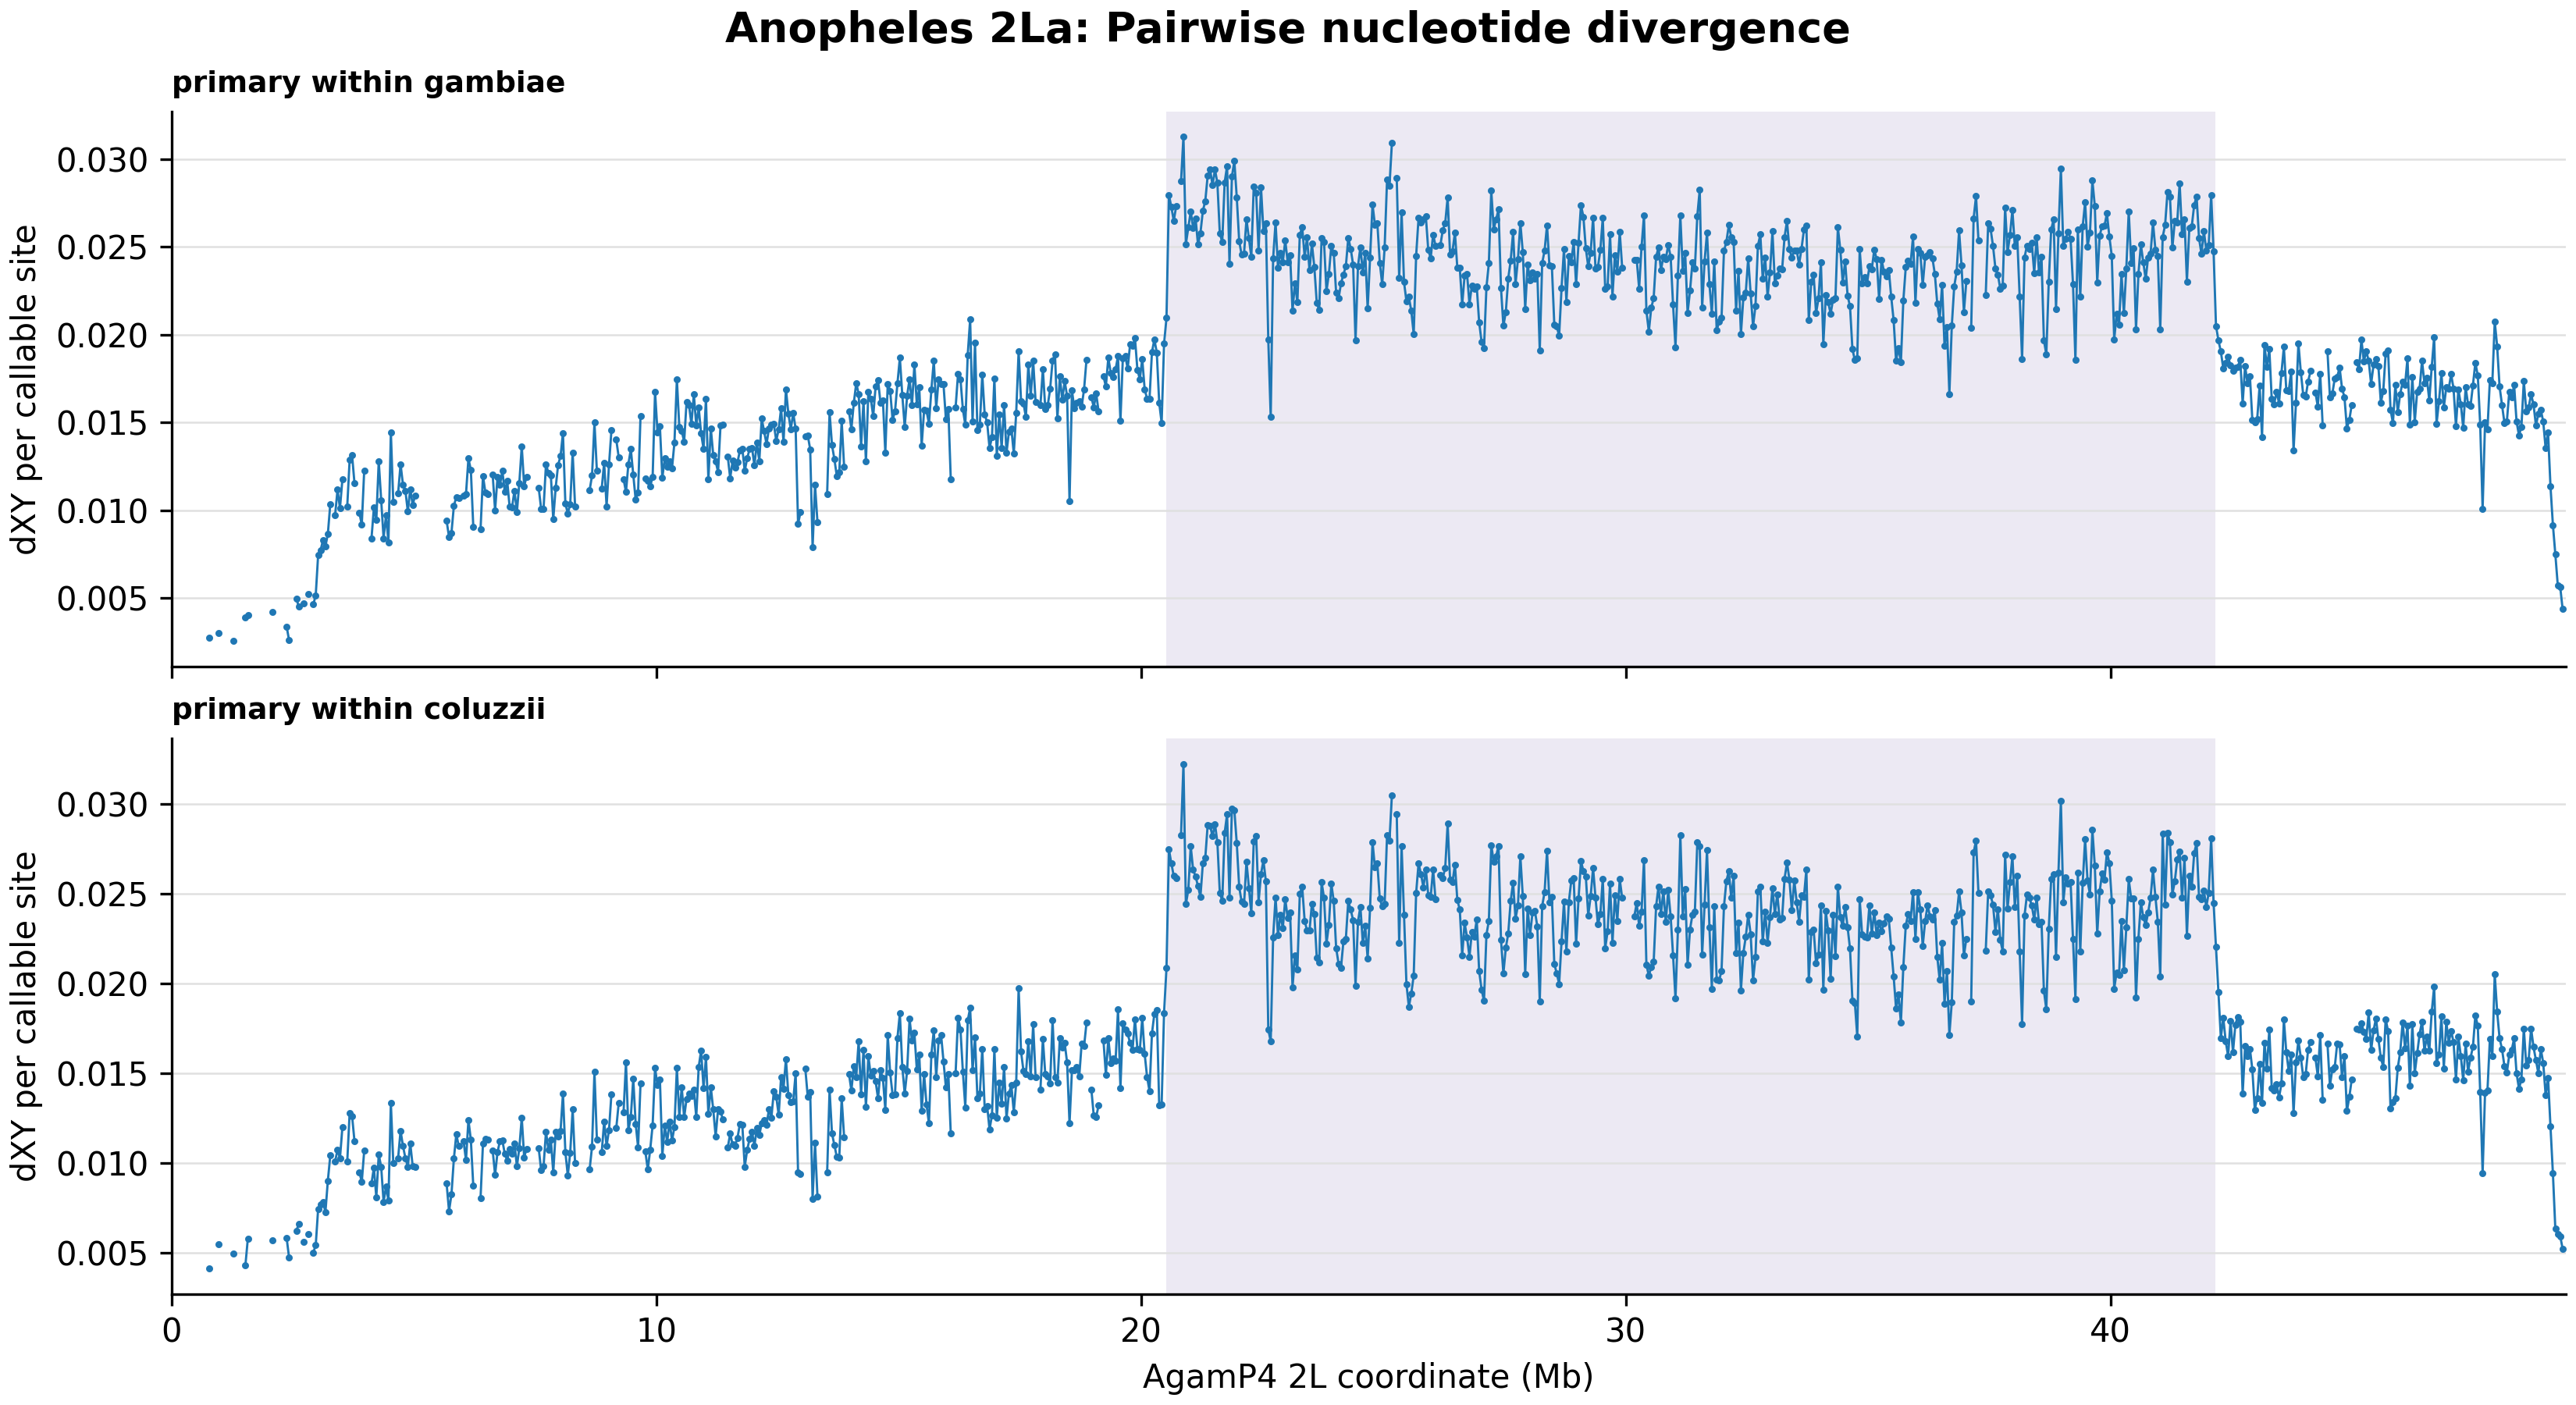 Anopheles 2La: Pairwise nucleotide divergence
primary within gambiae
dXY per callable site
0.030
0.025
0.020
0.015
0.010
0.005
primary within coluzzii
dXY per callable site
0.030
0.025
0.020
0.015
0.010
0.005
0 10 20 30 40
AgamP4 2L coordinate (Mb)